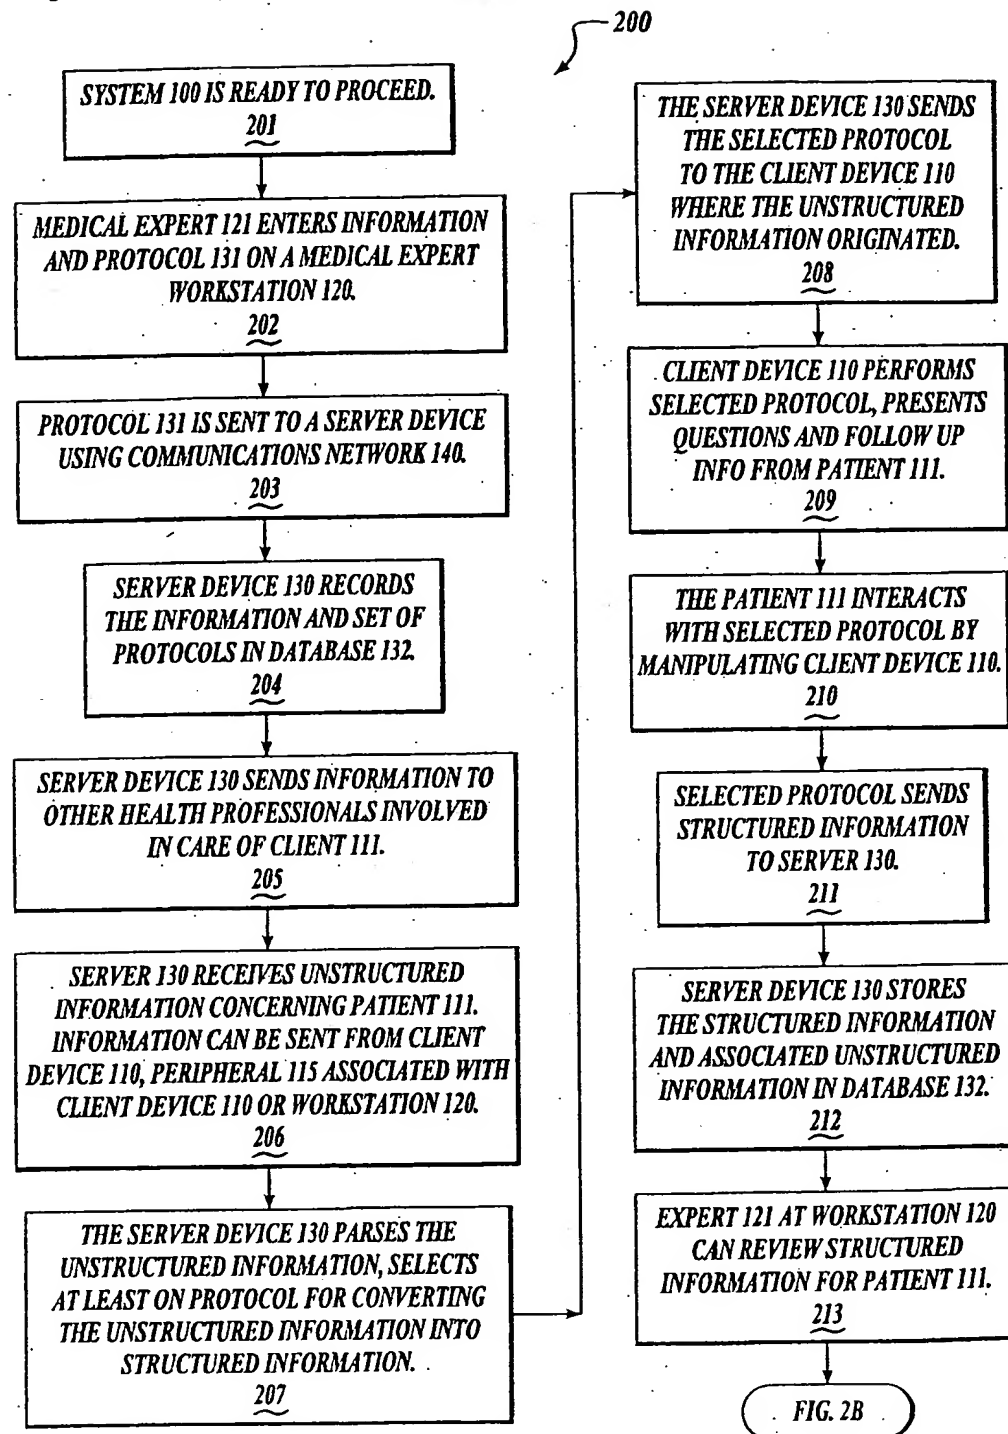 200
SYSTEM 100 IS READY TO PROCEED.
201
MEDICAL EXPERT 121 ENTERS INFORMATION
AND PROTOCOL 131 ON A MEDICAL EXPERT
WORKSTATION 120.
202
PROTOCOL 131 IS SENT TO A SERVER DEVICE
USING COMMUNICATIONS NETWORK 140.
203
SERVER DEVICE 130 RECORDS
THE INFORMATION AND SET OF
PROTOCOLS IN DATABASE 132.
204
SERVER DEVICE 130 SENDS INFORMATION TO
OTHER HEALTH PROFESSIONALS INVOLVED
IN CARE OF CLIENT 111.
205
SERVER 130 RECEIVES UNSTRUCTURED
INFORMATION CONCERNING PATIENT 111.
INFORMATION CAN BE SENT FROM CLIENT
DEVICE 110, PERIPHERAL 115 ASSOCIATED WITH
CLIENT DEVICE 110 OR WORKSTATION 120.
206
THE SERVER DEVICE 130 PARSES THE
UNSTRUCTURED INFORMATION, SELECTS
AT LEAST ON PROTOCOL FOR CONVERTING
THE UNSTRUCTURED INFORMATION INTO
STRUCTURED INFORMATION.
207
THE SERVER DEVICE 130 SENDS
THE SELECTED PROTOCOL
TO THE CLIENT DEVICE 110
WHERE THE UNSTRUCTURED
INFORMATION ORIGINATED.
208
CLIENT DEVICE 110 PERFORMS
SELECTED PROTOCOL, PRESENTS
QUESTIONS AND FOLLOW UP
INFO FROM PATIENT 111.
209
THE PATIENT 111 INTERACTS
WITH SELECTED PROTOCOL BY
MANIPULATING CLIENT DEVICE 110.
210
SELECTED PROTOCOL SENDS
STRUCTURED INFORMATION
TO SERVER 130.
211
SERVER DEVICE 130 STORES
THE STRUCTURED INFORMATION
AND ASSOCIATED UNSTRUCTURED
INFORMATION IN DATABASE 132.
212
EXPERT 121 AT WORKSTATION 120
CAN REVIEW STRUCTURED
INFORMATION FOR PATIENT 111.
213
FIG. 2B